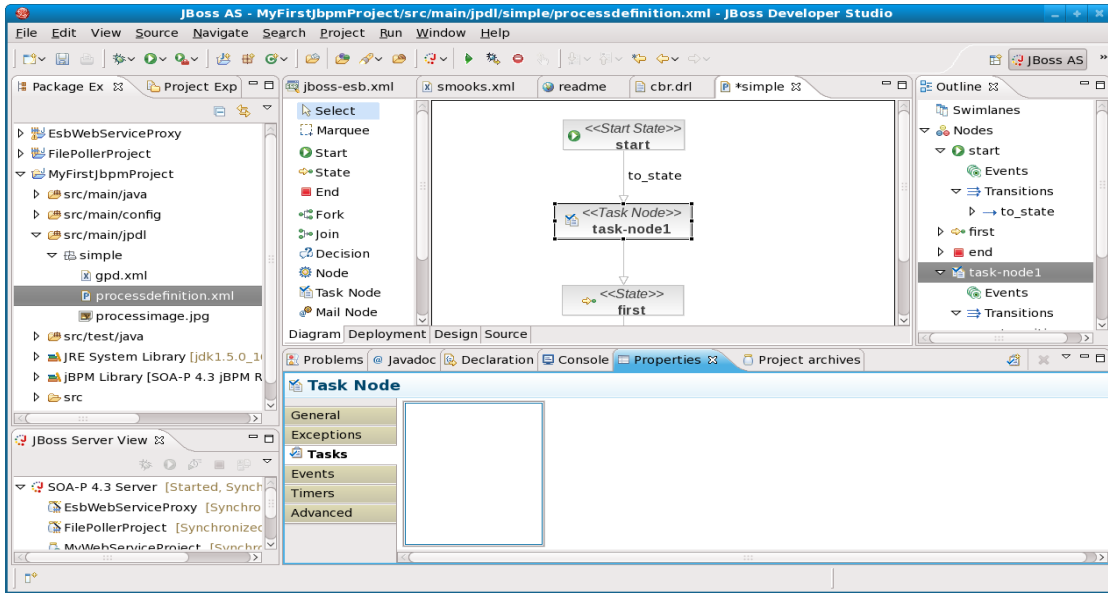 JBoss AS - MyFirstJbpmProject/src/main/jpdl/simple/processdefinition.xml - JBoss Developer Studio
File Edit View Source Navigate Search Project Run Window Help
JBoss AS »
Package Ex Project Exp
EsbWebServiceProxy
FilePollerProject
MyFirstJbpmProject
src/main/java
src/main/config
src/main/jpdl
simple
gpd.xml
processdefinition.xml
processimage.jpg
src/test/java
JRE System Library [jdk1.5.0_1
jBPM Library [SOA-P 4.3 jBPM R
src
JBoss Server View
SOA-P 4.3 Server [Started, Synch
EsbWebServiceProxy [Synchro
FilePollerProject [Synchronized
MyWebServiceProject [Synchro
jboss-esb.xml smooks.xml readme cbr.drl *simple
Select
Marquee
Start
State
End
Fork
Join
Decision
Node
Task Node
Mail Node
<<Start State>>
start
to_state
<<Task Node>>
task-node1
<<State>>
first
Diagram Deployment Design Source
Outline
Swimlanes
Nodes
start
Events
Transitions
to_state
first
end
task-node1
Events
Transitions
Problems @ Javadoc Declaration Console Properties Project archives
Task Node
General
Exceptions
Tasks
Events
Timers
Advanced